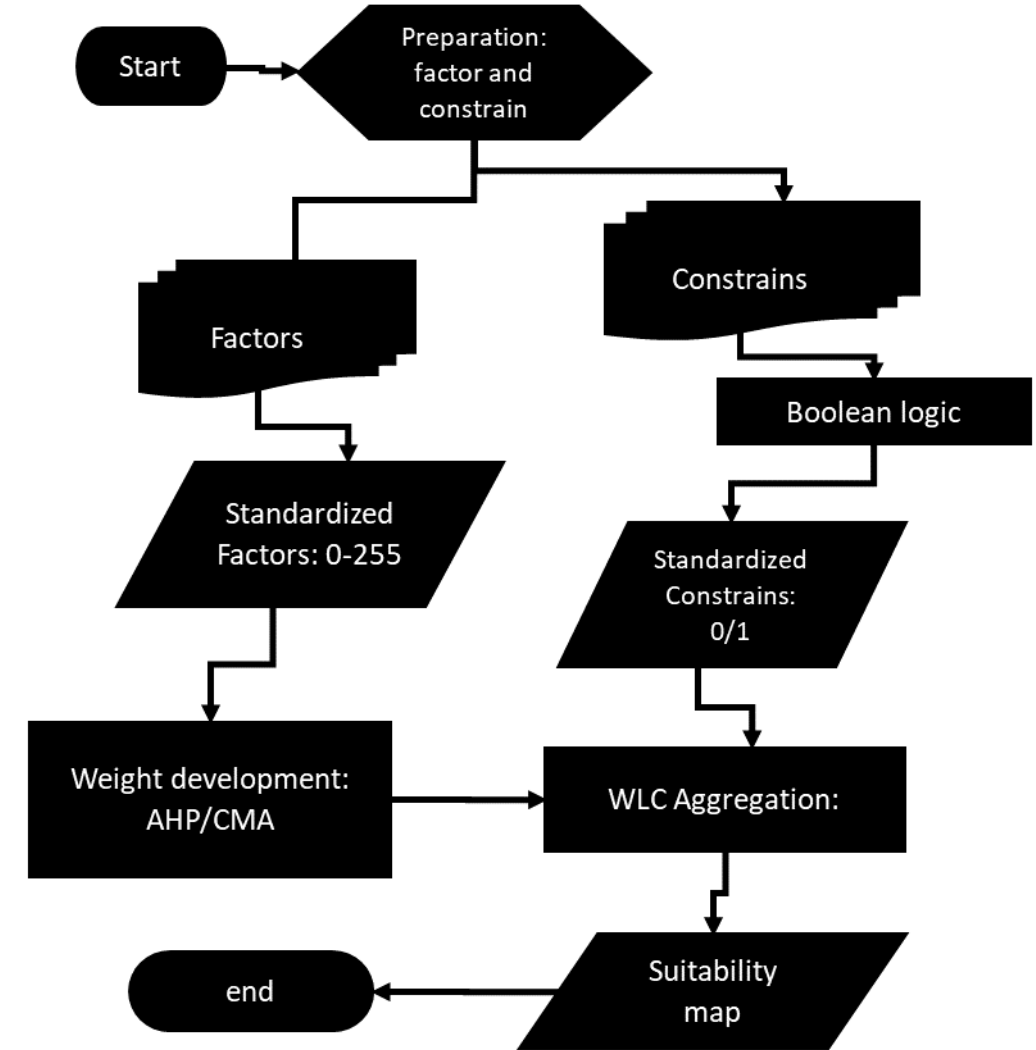 Start
Preparation:
factor and
constrain
Constrains
Factors
Boolean logic
Standardized
Factors: 0-255
Standardized
Constrains:
0/1
Weight development:
AHP/CMA
WLC Aggregation:
Suitability
map
end